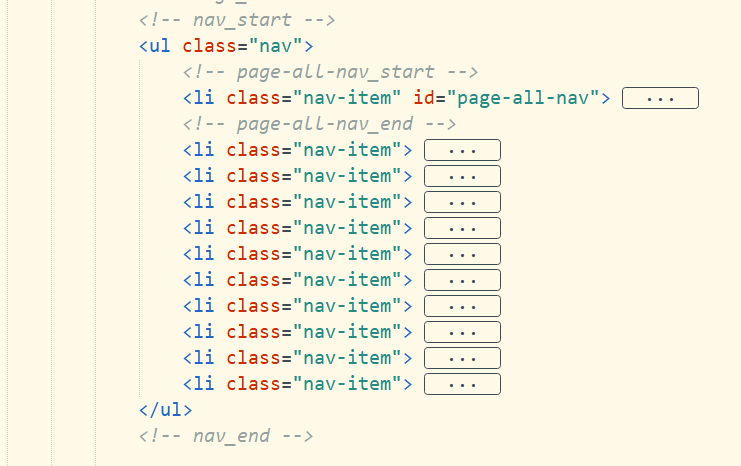 <!-- nav_start -->
<ul class="nav">
<!-- page-all-nav_start -->
<li class="nav-item" id="page-all-nav"> ...
<!-- page-all-nav_end -->
<li class="nav-item"> ...
<li class="nav-item"> ...
<li class="nav-item"> ...
<li class="nav-item"> ...
<li class="nav-item"> ...
<li class="nav-item"> ...
<li class="nav-item"> ...
<li class="nav-item"> ...
<li class="nav-item"> ...
<li class="nav-item"> ...
</ul>
<!-- nav_end -->